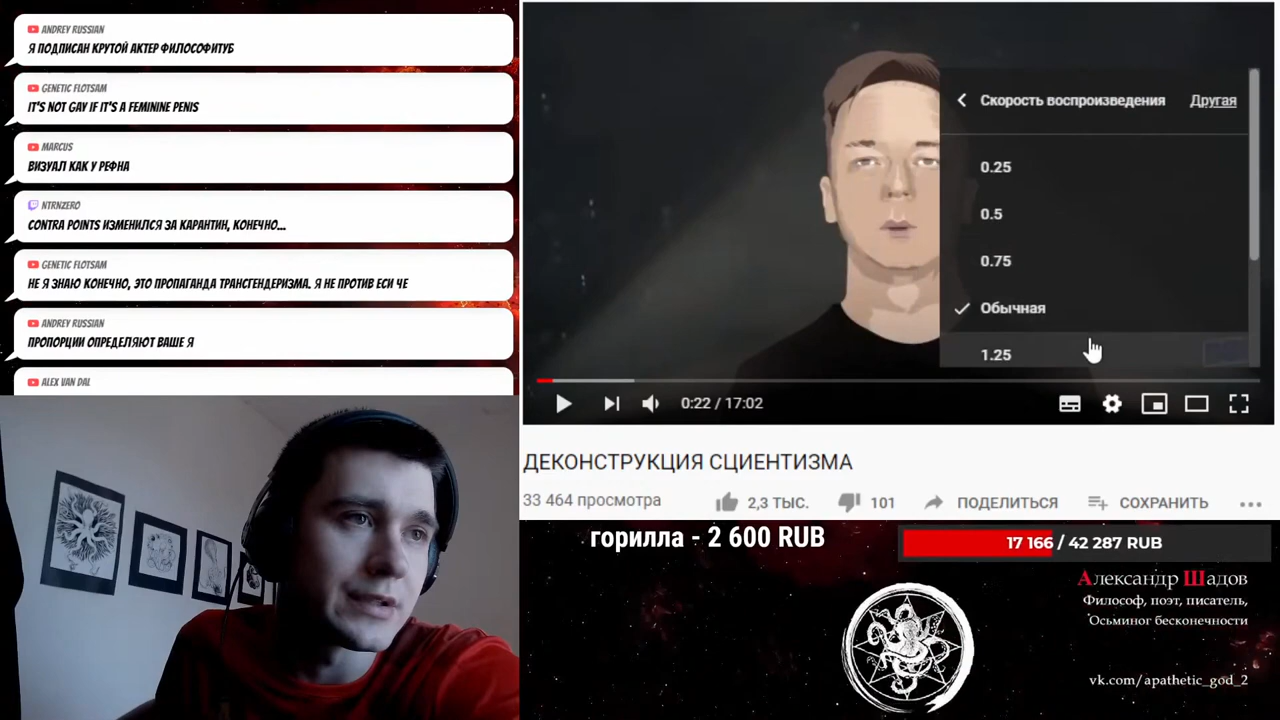 ANDREY RUSSIAN
Я ПОДПИСАН КРУТОЙ АКТЕР ФИЛОСОФИТУБ
GENETIC FLOTSAM
IT'S NOT GAY IF IT'S A FEMININE PENIS
MARCUS
ВИЗУАЛ КАК У РЕФНА
NTRNZERO
CONTRA POINTS ИЗМЕНИЛСЯ ЗА КАРАНТИН, КОНЕЧНО...
GENETIC FLOTSAM
НЕ Я ЗНАЮ КОНЕЧНО, ЭТО ПРОПАГАНДА ТРАНСГЕНДЕРИЗМА. Я НЕ ПРОТИВ ЕСИ ЧЕ
ANDREY RUSSIAN
ПРОПОРЦИИ ОПРЕДЕЛЯЮТ ВАШЕ Я
ALEX VAN DAL
Скорость воспроизведения
Другая
0.25
0.5
0.75
Обычная
1.25
0:22 / 17:02
ДЕКОНСТРУКЦИЯ СЦИЕНТИЗМА
33 464 просмотра
2,3 ТЫС.
101
ПОДЕЛИТЬСЯ
СОХРАНИТЬ
горилла - 2 600 RUB
17 166 / 42 287 RUB
Александр Шадов
Философ, поэт, писатель,
Осьминог бесконечности
vk.com/apathetic_god_2